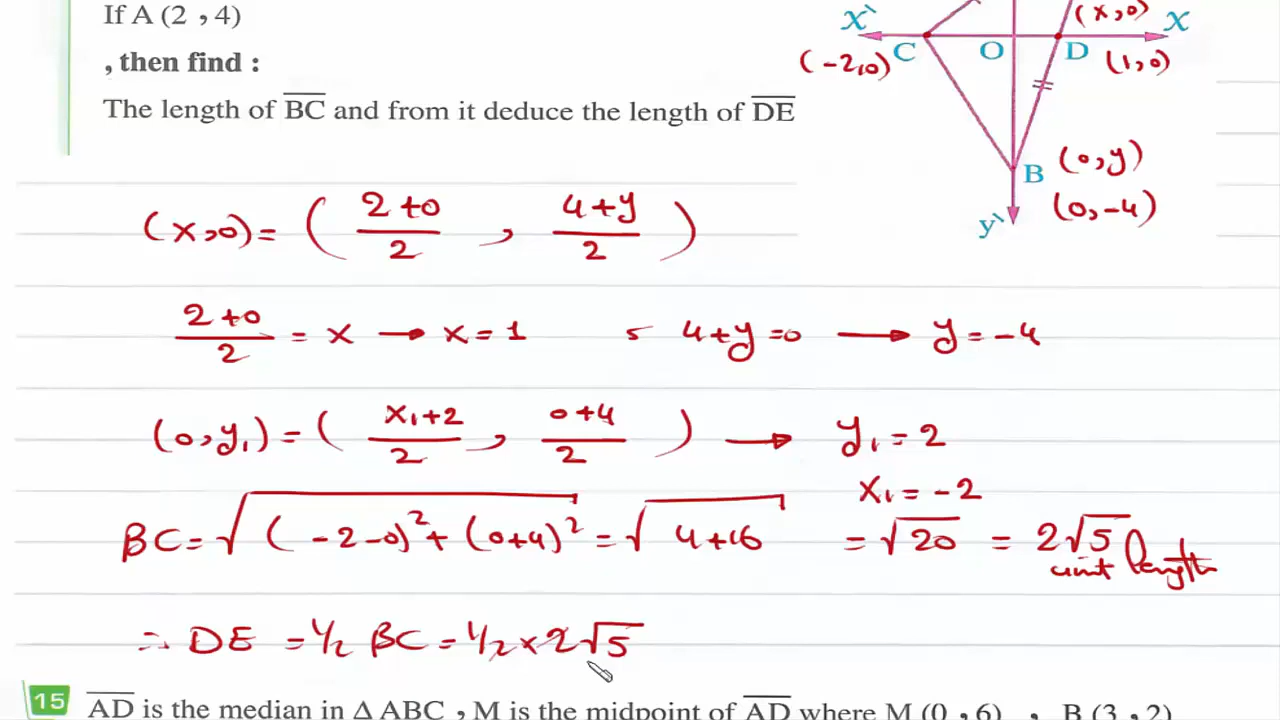 If A (2 , 4)
, then find :
The length of BC and from it deduce the length of DE
(x,0)
x` C O D x
(-2,0) (1,0)
B (0,y)
y` (0,-4)
(x,0) = ( 2+0/2 , 4+y/2 )
2+0/2 = x → x = 1 , 4+y=0 → y = -4
(0,y₁) = ( x₁+2/2 , 0+4/2 ) → y₁ = 2
x₁ = -2
BC = √(-2-0)² + (0+4)² = √4+16 = √20 = 2√5 unit length
∴ DE = 1/2 BC = 1/2 × 2√5
15 AD is the median in Δ ABC , M is the midpoint of AD where M (0 , 6) , B (3 , 2)